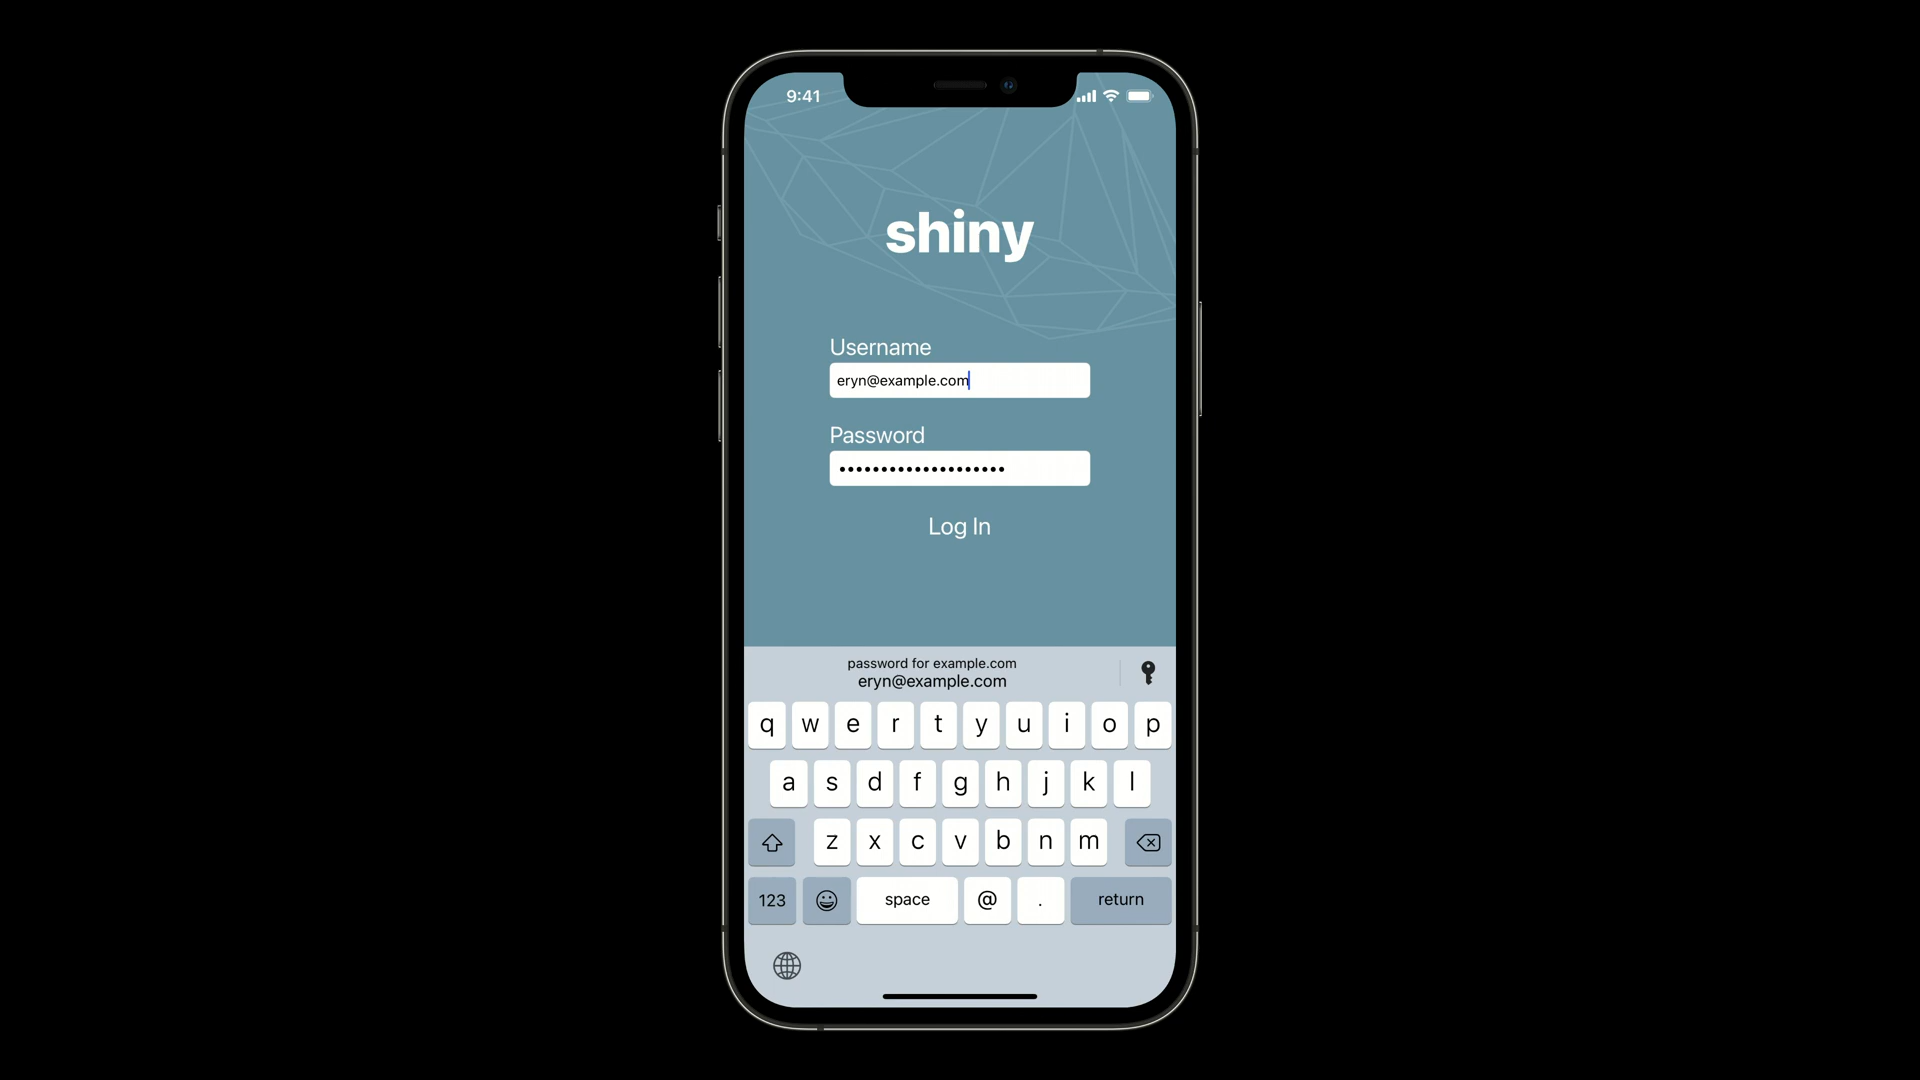 9:41
shiny
Username
eryn@example.com
Password
••••••••••••••••••••
Log In
password for example.com
eryn@example.com
q w e r t y u i o p
a s d f g h j k l
z x c v b n m
123 space @ . return